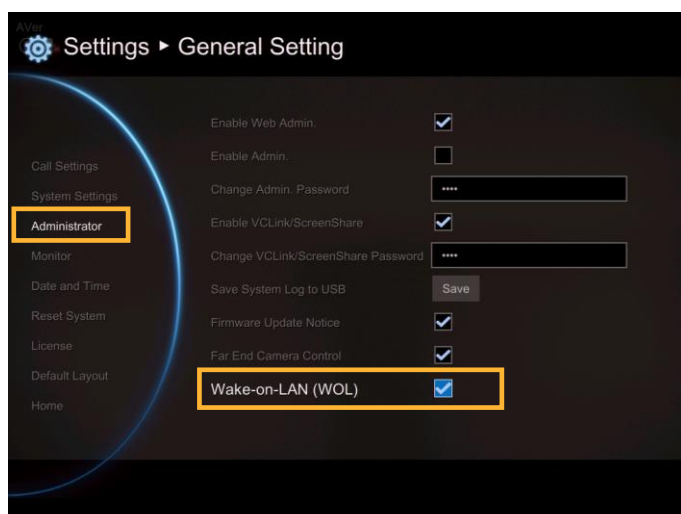 AVer
Settings ▸ General Setting
Enable Web Admin.
Enable Admin.
Change Admin. Password ••••
Enable VCLink/ScreenShare
Change VCLink/ScreenShare Password ••••
Save System Log to USB Save
Firmware Update Notice
Far End Camera Control
Wake-on-LAN (WOL)
Call Settings
System Settings
Administrator
Monitor
Date and Time
Reset System
License
Default Layout
Home